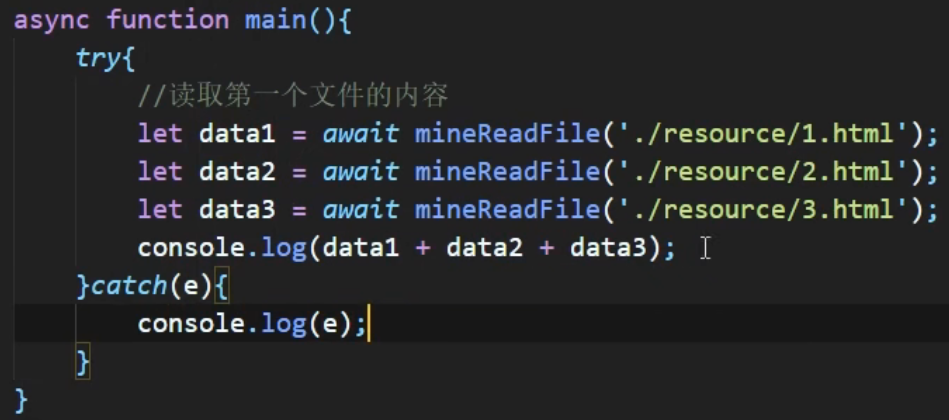 async function main(){
try{
//读取第一个文件的内容
let data1 = await mineReadFile('./resource/1.html');
let data2 = await mineReadFile('./resource/2.html');
let data3 = await mineReadFile('./resource/3.html');
console.log(data1 + data2 + data3);
}catch(e){
console.log(e);
}
}